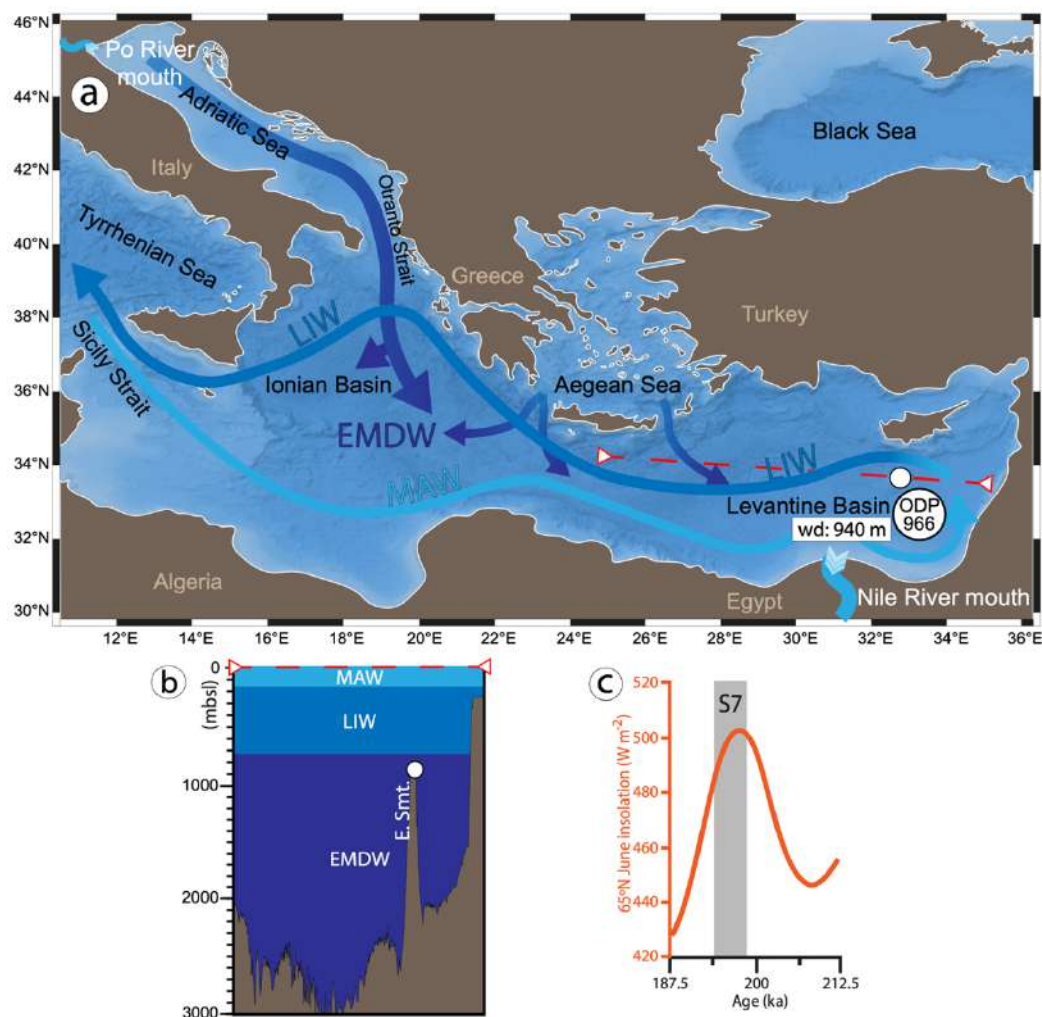 46°N
44°N
42°N
40°N
38°N
36°N
34°N
32°N
30°N
12°E
14°E
16°E
18°E
20°E
22°E
24°E
26°E
28°E
30°E
32°E
34°E
36°E
a
Po River
mouth
Adriatic Sea
Italy
Otranto Strait
Tyrrhenian Sea
Black Sea
Greece
Turkey
LIW
Sicily Strait
Ionian Basin
Aegean Sea
EMDW
LIW
MAW
Levantine Basin
ODP
966
wd: 940 m
Algeria
Egypt
Nile River mouth
b
0
1000
2000
3000
(mbsl)
MAW
LIW
E. Smt.
EMDW
c
520
500
480
460
440
420
65ºN June insolation (W m-2)
S7
187.5
200
212.5
Age (ka)